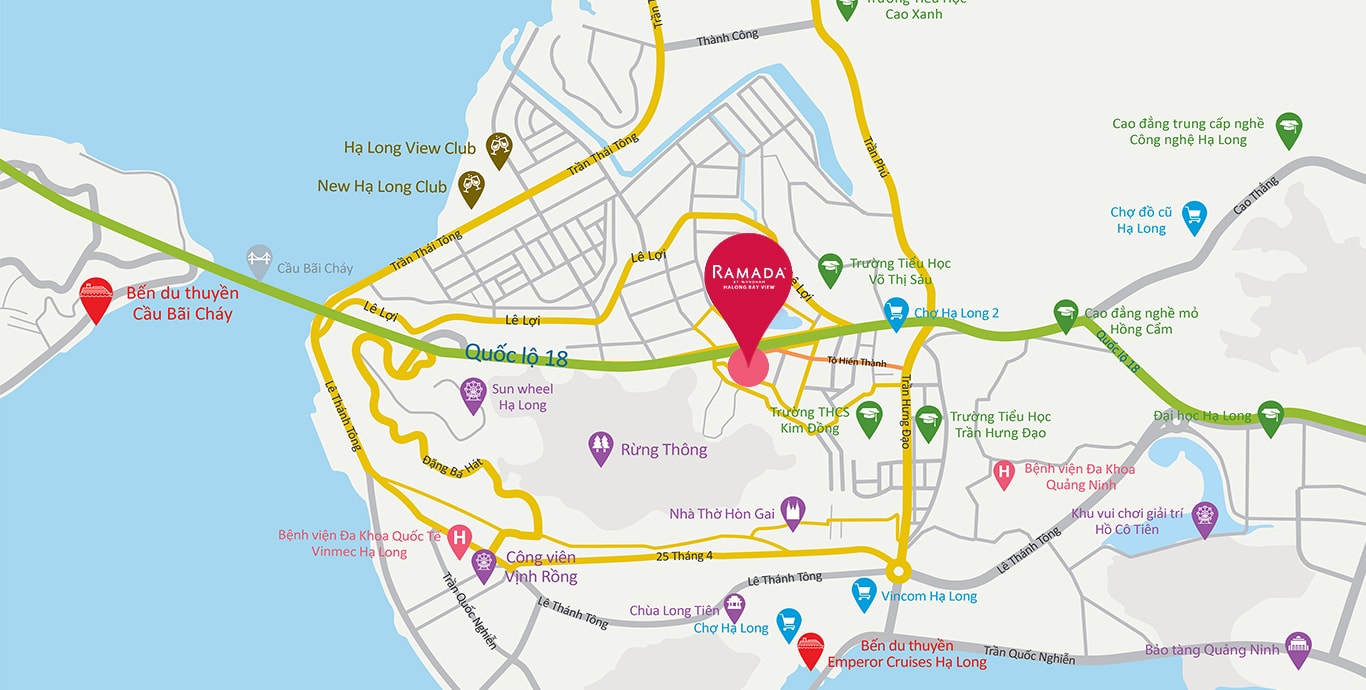 Trường Tiểu Học
Cao Xanh
Trần
Thành Công
Hạ Long View Club
New Hạ Long Club
Trần Thái Tông
Trần Phú
Cao đẳng trung cấp nghề
Công nghệ Hạ Long
Cao Thắng
Chợ đồ cũ
Hạ Long
Trần Thái Tông
Lê Lợi
Cầu Bãi Cháy
Bến du thuyền
Cầu Bãi Cháy
RAMADA
BY WYNDHAM
HALONG BAY VIEW
Lê Lợi
Trường Tiểu Học
Võ Thị Sáu
Lê Lợi
Lê Lợi
Chợ Hạ Long 2
Cao đẳng nghề mỏ
Hồng Cẩm
Quốc lộ 18
Quốc lộ 18
Tô Hiến Thành
Sun wheel
Hạ Long
Lê Thánh Tông
Trần Hưng Đạo
Trường THCS
Kim Đồng
Trường Tiểu Học
Trần Hưng Đạo
Đại học Hạ Long
Rừng Thông
Đặng Bá Hát
H
Bệnh viện Đa Khoa
Quảng Ninh
Nhà Thờ Hòn Gai
Khu vui chơi giải trí
Hồ Cô Tiên
Bệnh viện Đa Khoa Quốc Tế
Vinmec Hạ Long
H
Công viên
Vịnh Rồng
25 Tháng 4
Lê Thánh Tông
Lê Thánh Tông
Trần Quốc Nghiễn
Lê Thánh Tông
Chùa Long Tiên
Chợ Hạ Long
Vincom Hạ Long
Bến du thuyền
Emperor Cruises Hạ Long
Trần Quốc Nghiễn
Bảo tàng Quảng Ninh